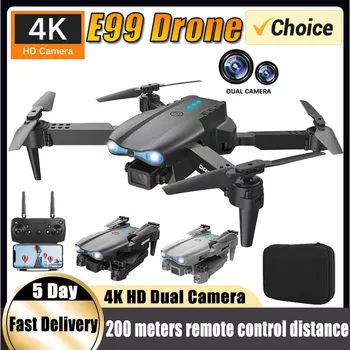 4K
HD Camera
E99 Drone
Choice
DUAL CAMERA
5 Day
Fast Delivery
4K HD Dual Camera
200 meters remote control distance